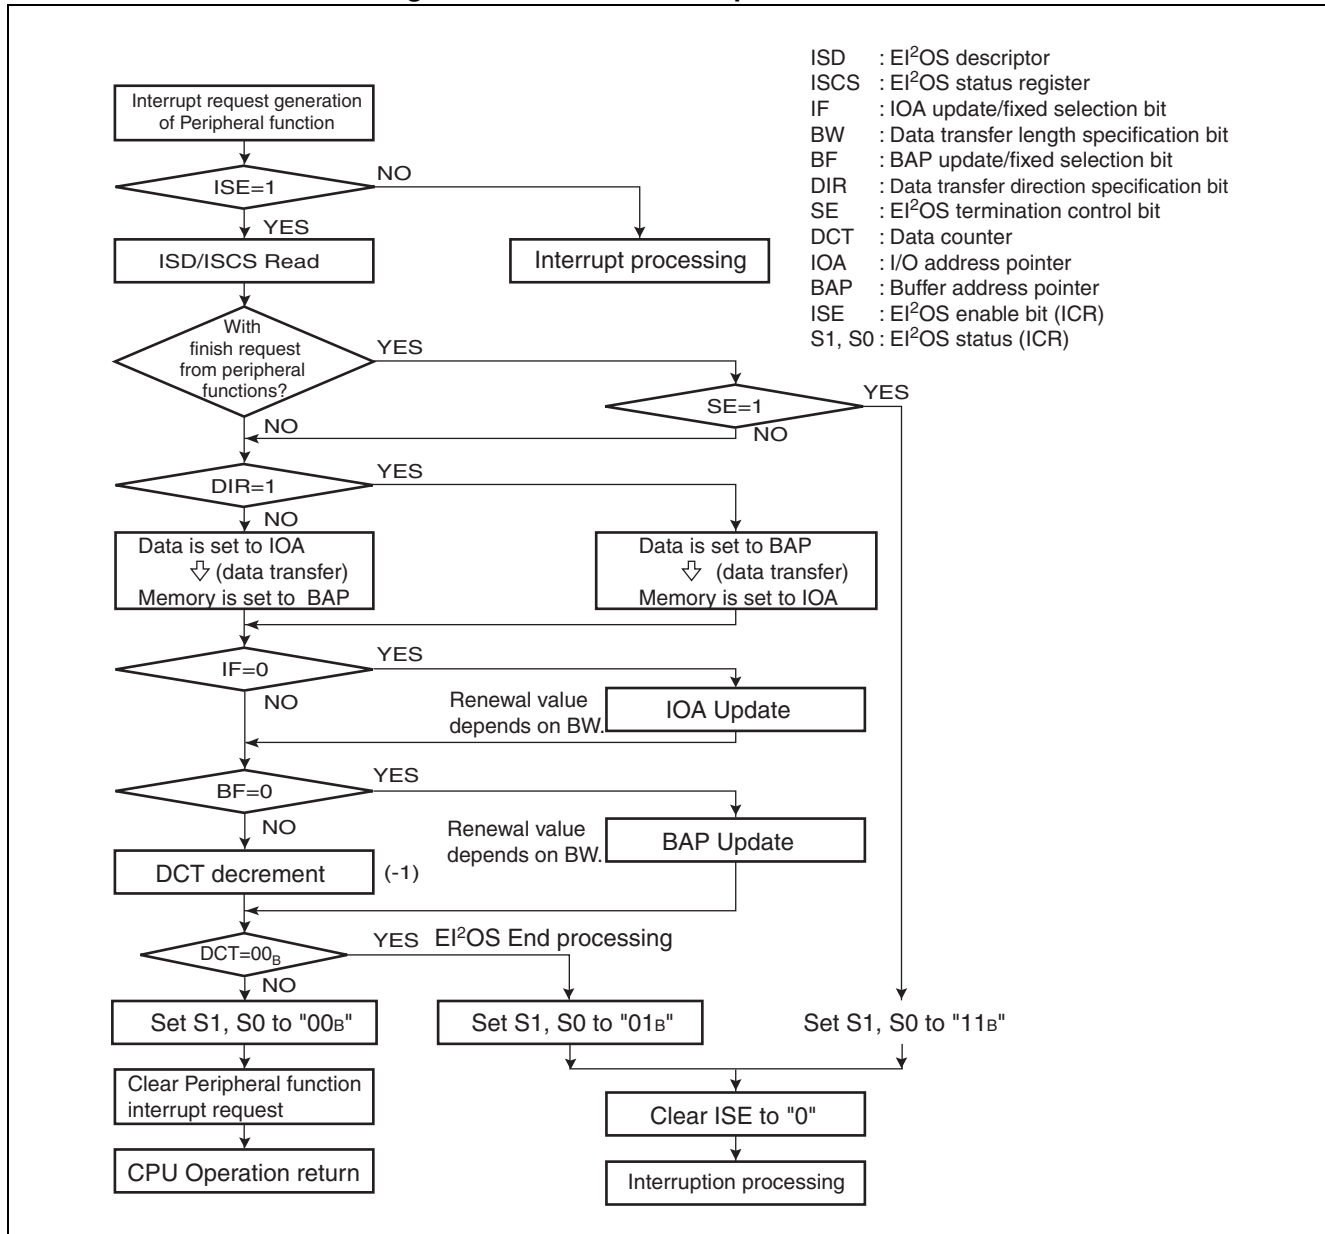 ISD : EI²OS descriptor
ISCS : EI²OS status register
IF : IOA update/fixed selection bit
BW : Data transfer length specification bit
BF : BAP update/fixed selection bit
DIR : Data transfer direction specification bit
SE : EI²OS termination control bit
DCT : Data counter
IOA : I/O address pointer
BAP : Buffer address pointer
ISE : EI²OS enable bit (ICR)
S1, S0 : EI²OS status (ICR)
Interrupt request generation
of Peripheral function
ISE=1
NO
YES
ISD/ISCS Read
Interrupt processing
With
finish request
from peripheral
functions?
YES
SE=1
YES
NO
NO
DIR=1
YES
NO
Data is set to IOA
(data transfer)
Memory is set to BAP
Data is set to BAP
(data transfer)
Memory is set to IOA
IF=0
YES
NO
Renewal value
depends on BW.
IOA Update
BF=0
YES
NO
Renewal value
depends on BW.
BAP Update
DCT decrement
(-1)
DCT=00B
YES
EI²OS End processing
NO
Set S1, S0 to "00B"
Set S1, S0 to "01B"
Set S1, S0 to "11B"
Clear Peripheral function
interrupt request
Clear ISE to "0"
CPU Operation return
Interruption processing